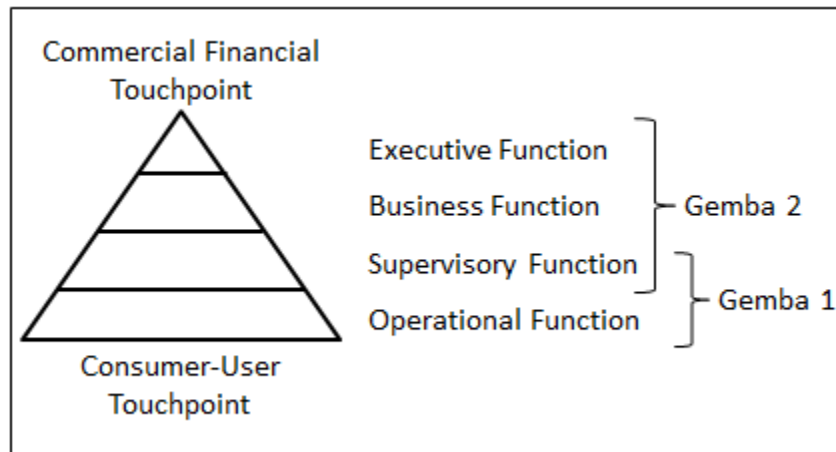 Commercial Financial
Touchpoint
Executive Function
Business Function
Gemba 2
Supervisory Function
Gemba 1
Operational Function
Consumer-User
Touchpoint